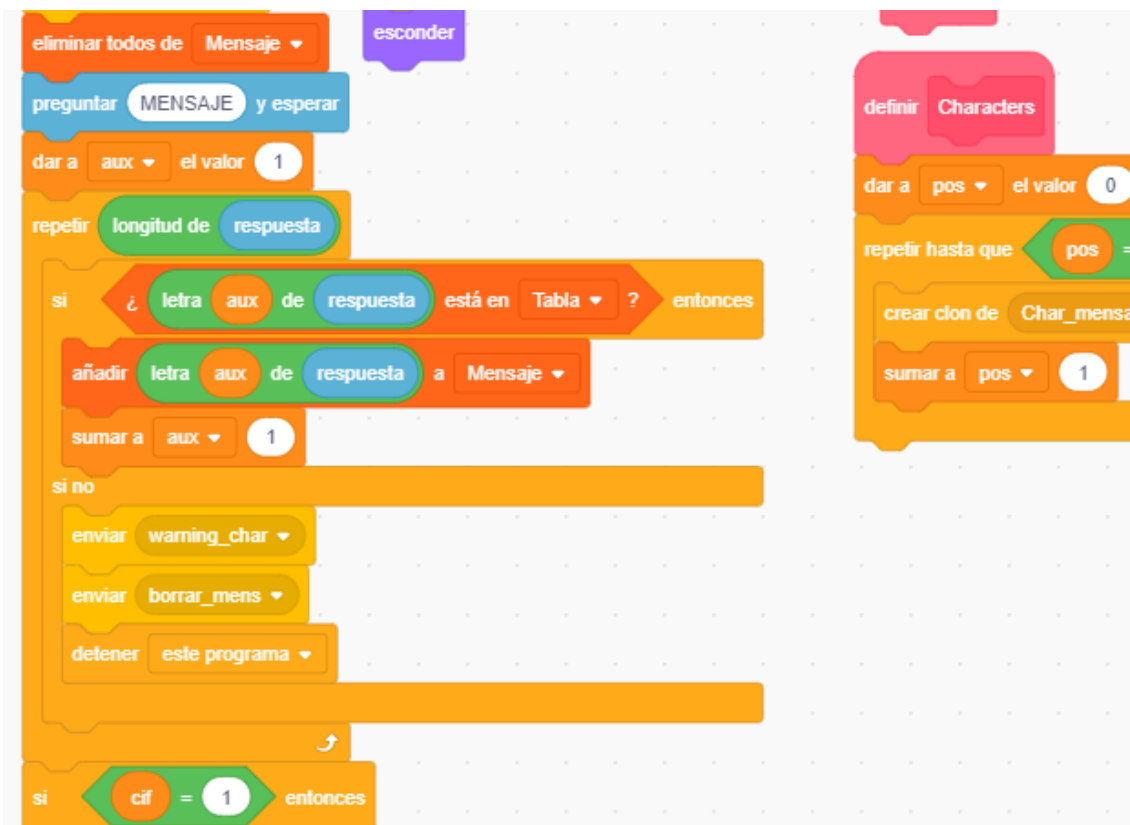 eliminar todos de Mensaje
preguntar MENSAJE y esperar
dar a aux el valor 1
repetir longitud de respuesta
si ¿ letra aux de respuesta está en Tabla ? entonces
añadir letra aux de respuesta a Mensaje
sumar a aux 1
si no
enviar warning_char
enviar borrar_mens
detener este programa
si cif = 1 entonces
esconder
definir Characters
dar a pos el valor 0
repetir hasta que pos =
crear clon de Char_mensa
sumar a pos 1